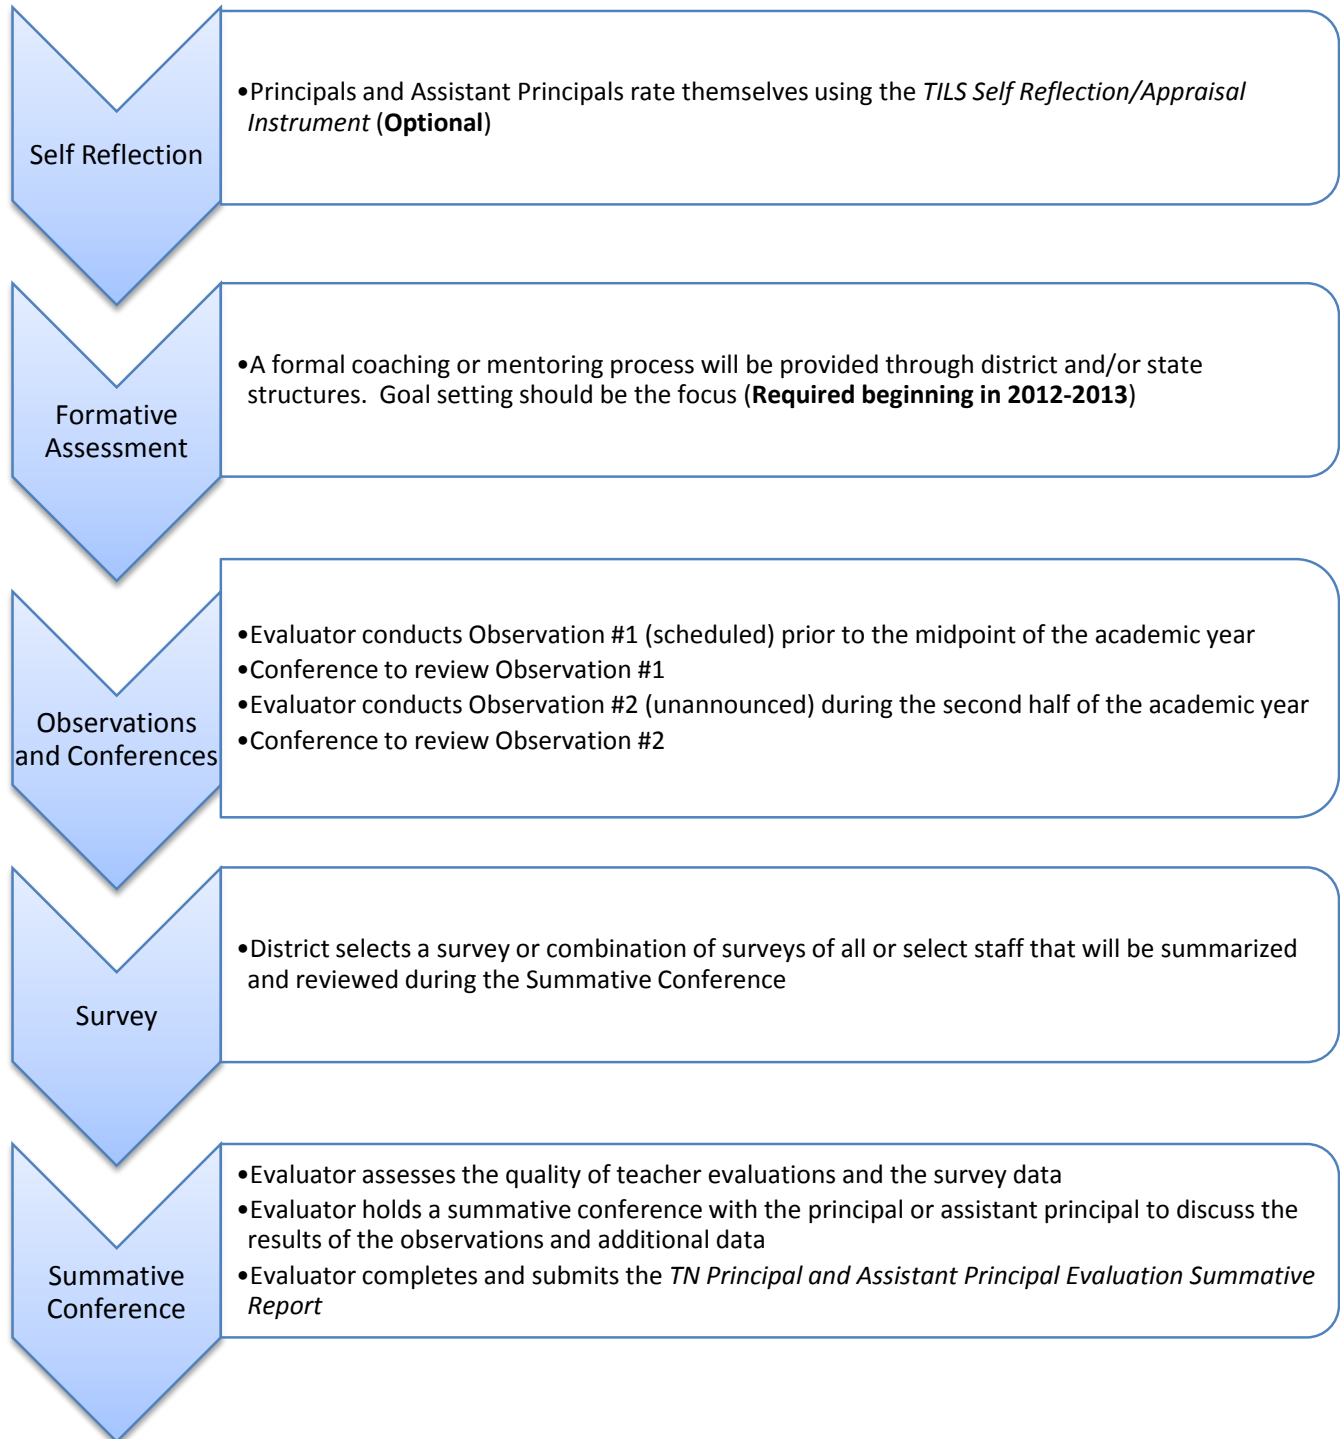 Self Reflection
•Principals and Assistant Principals rate themselves using the TILS Self Reflection/Appraisal
Instrument (Optional)
Formative
Assessment
•A formal coaching or mentoring process will be provided through district and/or state
structures.  Goal setting should be the focus (Required beginning in 2012-2013)
Observations
and Conferences
•Evaluator conducts Observation #1 (scheduled) prior to the midpoint of the academic year
•Conference to review Observation #1
•Evaluator conducts Observation #2 (unannounced) during the second half of the academic year
•Conference to review Observation #2
Survey
•District selects a survey or combination of surveys of all or select staff that will be summarized
and reviewed during the Summative Conference
Summative
Conference
•Evaluator assesses the quality of teacher evaluations and the survey data
•Evaluator holds a summative conference with the principal or assistant principal to discuss the
results of the observations and additional data
•Evaluator completes and submits the TN Principal and Assistant Principal Evaluation Summative
Report